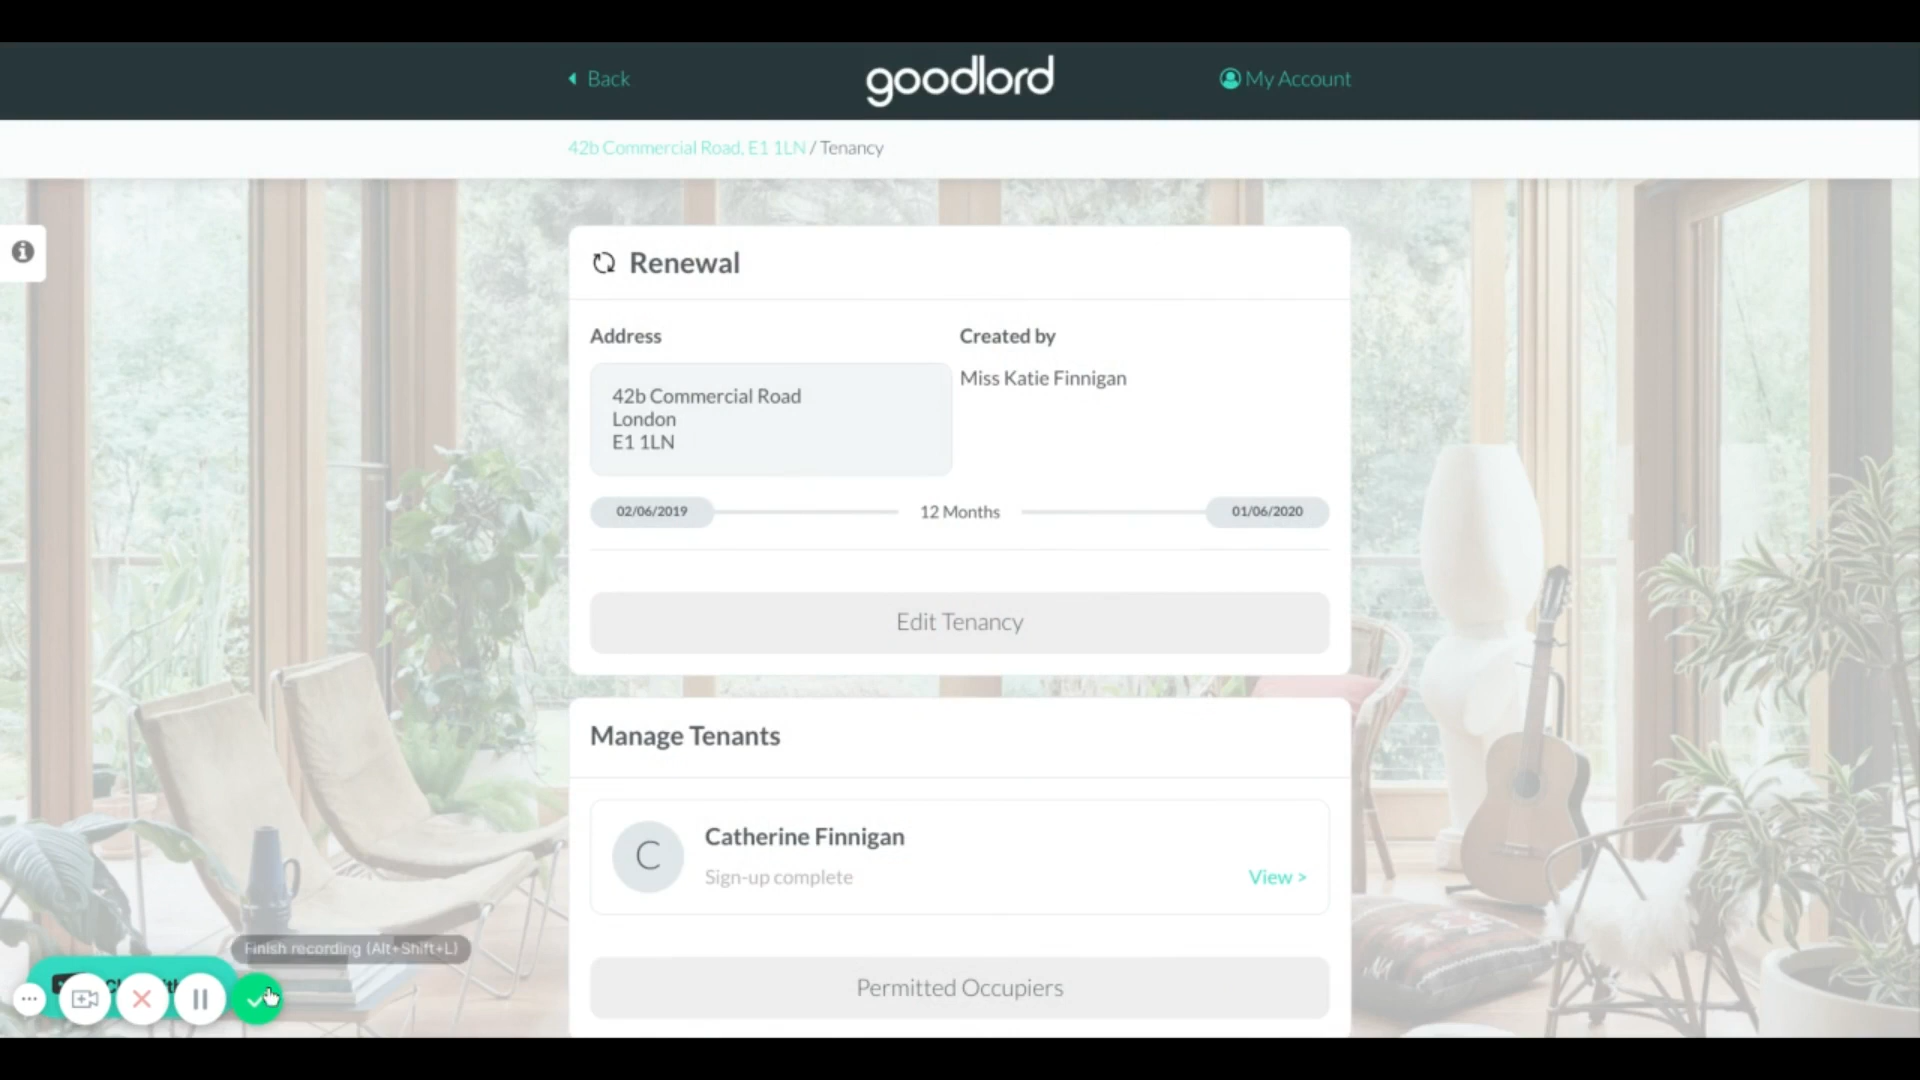 Back
goodlord
My Account
42b Commercial Road, E1 1LN / Tenancy
Renewal
Address
Created by
42b Commercial Road
London
E1 1LN
Miss Katie Finnigan
02/06/2019
12 Months
01/06/2020
Edit Tenancy
Manage Tenants
C
Catherine Finnigan
Sign-up complete
View >
Finish recording (Alt+Shift+L)
Permitted Occupiers